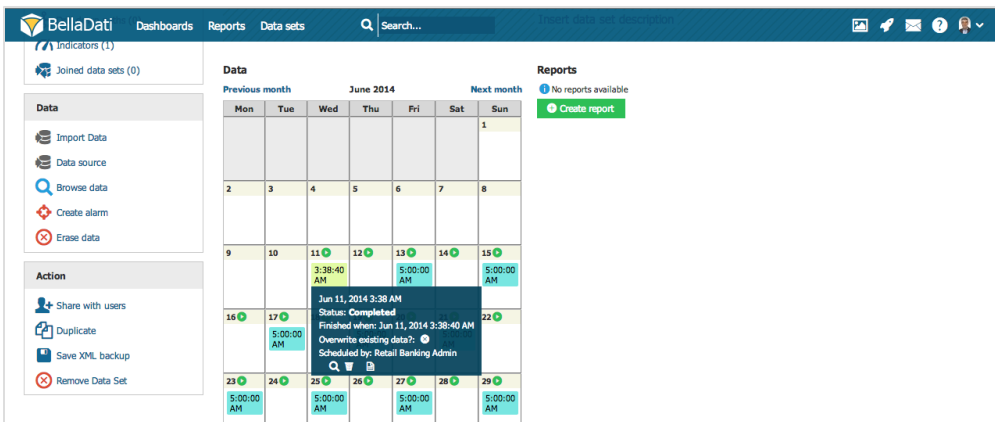 BellaDati Dashboards Reports Data sets Search... Insert data set description
Indicators (1)
Joined data sets (0)
Data
Import Data
Data source
Browse data
Create alarm
Erase data
Action
Share with users
Duplicate
Save XML backup
Remove Data Set
Data
Previous month June 2014 Next month
Mon Tue Wed Thu Fri Sat Sun
1
2 3 4 5 6 7 8
9 10 11 12 13 14 15
3:38:40 5:00:00 5:00:00
AM AM AM
16 17 22
5:00:00
AM
Jun 11, 2014 3:38 AM
Status: Completed
Finished when: Jun 11, 2014 3:38:40 AM
Overwrite existing data?:
Scheduled by: Retail Banking Admin
23 24 25 26 27 28 29
5:00:00 5:00:00 5:00:00 5:00:00
AM AM AM AM
Reports
No reports available
Create report